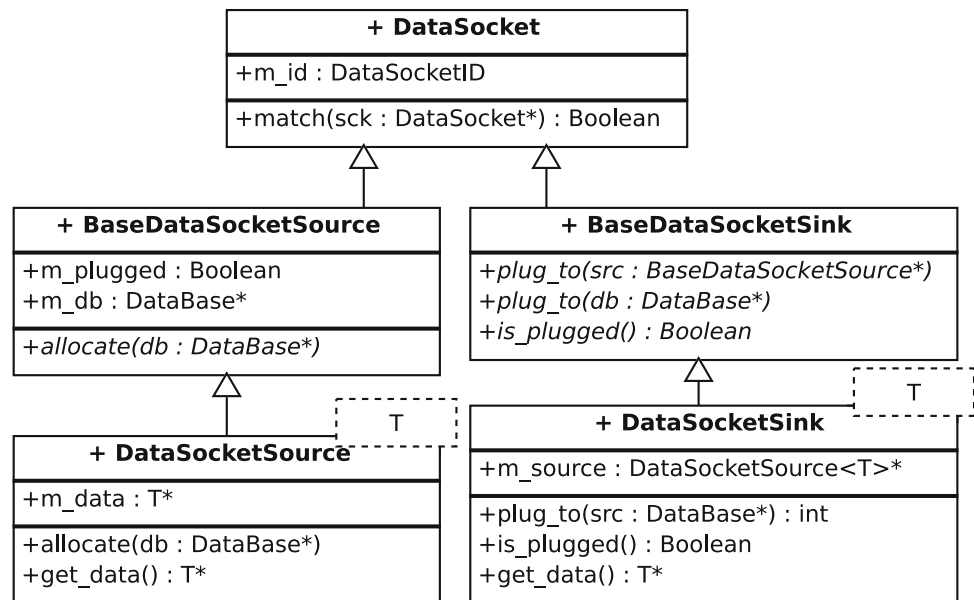 + DataSocket
+m_id : DataSocketID
+match(sck : DataSocket*) : Boolean
+ BaseDataSocketSource
+m_plugged : Boolean
+m_db : DataBase*
+allocate(db : DataBase*)
+ BaseDataSocketSink
+plug_to(src : BaseDataSocketSource*)
+plug_to(db : DataBase*)
+is_plugged() : Boolean
T
+ DataSocketSource
+m_data : T*
+allocate(db : DataBase*)
+get_data() : T*
T
+ DataSocketSink
+m_source : DataSocketSource<T>*
+plug_to(src : DataBase*) : int
+is_plugged() : Boolean
+get_data() : T*